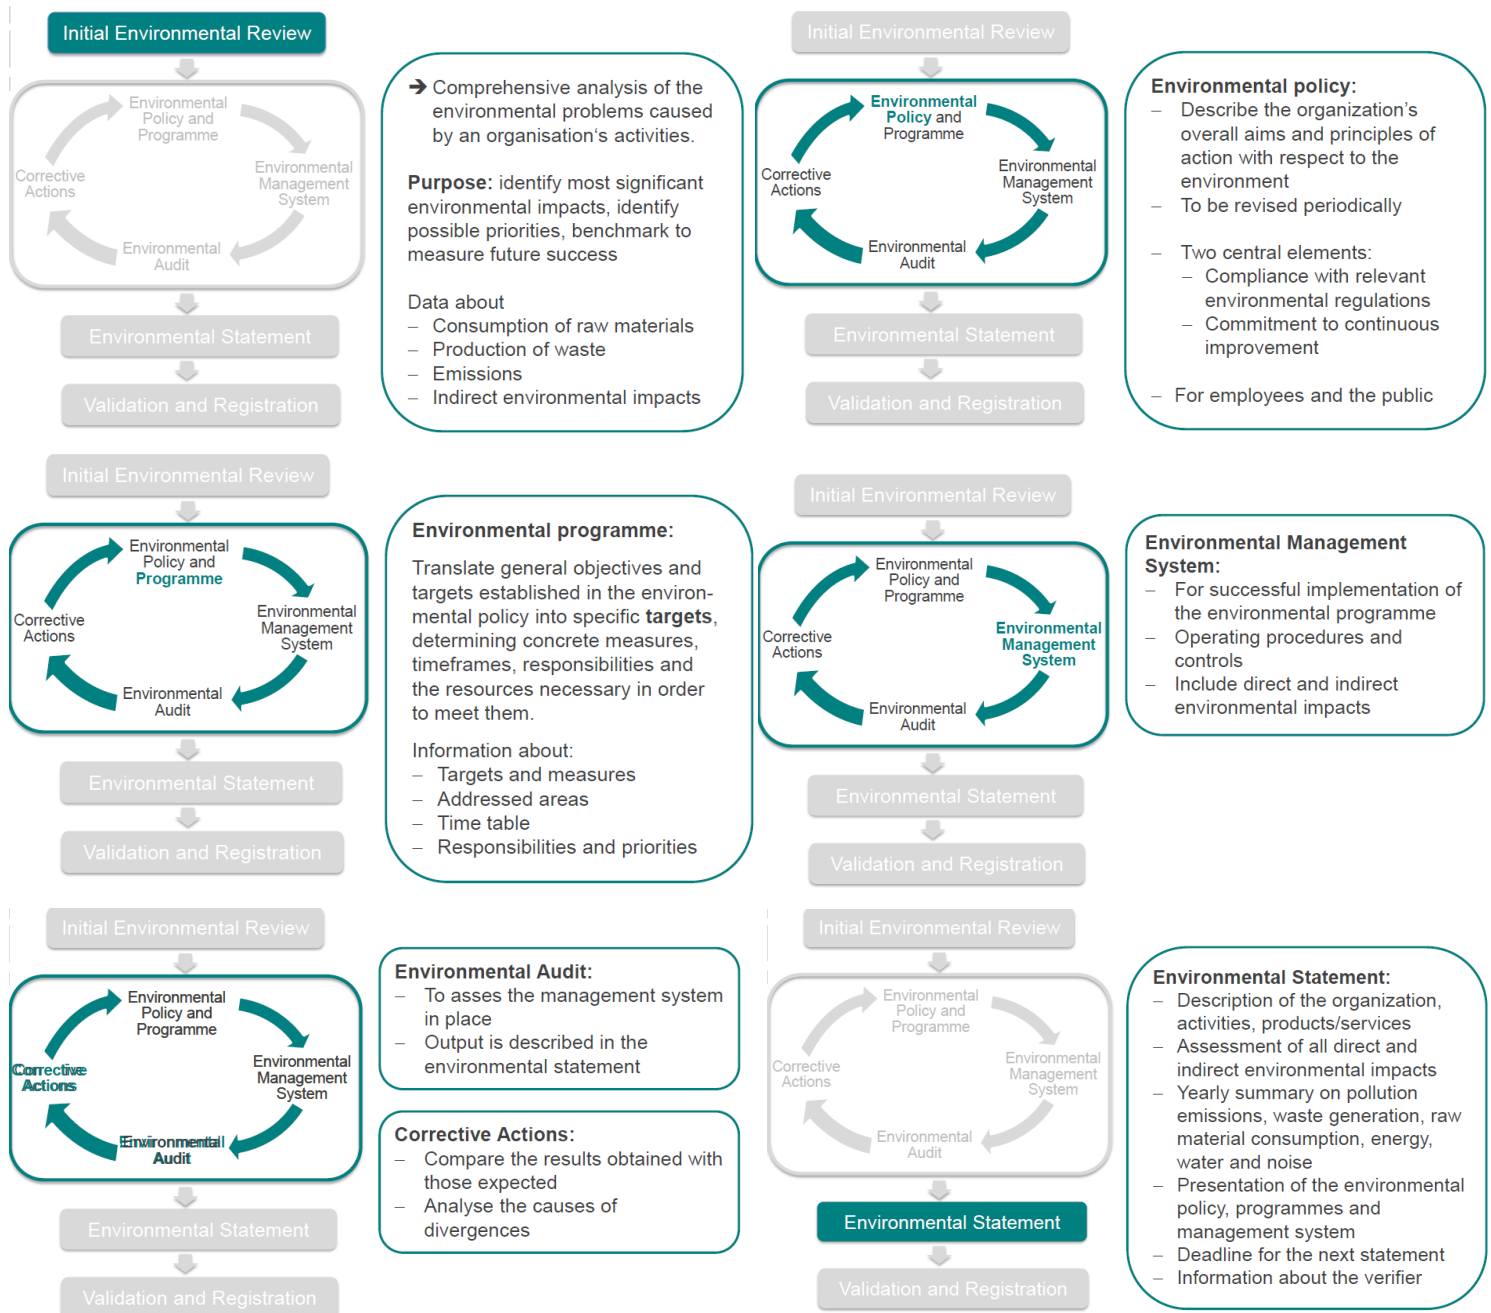 Initial Environmental Review
Environmental
Policy and
Programme
Environmental
Management
System
Corrective
Actions
Environmental
Audit
Environmental Statement
Validation and Registration
➔ Comprehensive analysis of the
environmental problems caused
by an organisation‘s activities.
Purpose: identify most significant
environmental impacts, identify
possible priorities, benchmark to
measure future success
Data about
– Consumption of raw materials
– Production of waste
– Emissions
– Indirect environmental impacts
Initial Environmental Review
Environmental
Policy and
Programme
Environmental
Management
System
Corrective
Actions
Environmental
Audit
Environmental Statement
Validation and Registration
Environmental policy:
– Describe the organization’s
overall aims and principles of
action with respect to the
environment
– To be revised periodically
– Two central elements:
– Compliance with relevant
environmental regulations
– Commitment to continuous
improvement
– For employees and the public
Initial Environmental Review
Environmental
Policy and
Programme
Environmental
Management
System
Corrective
Actions
Environmental
Audit
Environmental Statement
Validation and Registration
Environmental programme:
Translate general objectives and
targets established in the environ-
mental policy into specific targets,
determining concrete measures,
timeframes, responsibilities and
the resources necessary in order
to meet them.
Information about:
– Targets and measures
– Addressed areas
– Time table
– Responsibilities and priorities
Initial Environmental Review
Environmental
Policy and
Programme
Environmental
Management
System
Corrective
Actions
Environmental
Audit
Environmental Statement
Validation and Registration
Environmental Management
System:
– For successful implementation of
the environmental programme
– Operating procedures and
controls
– Include direct and indirect
environmental impacts
Initial Environmental Review
Environmental
Policy and
Programme
Environmental
Management
System
Corrective
Actions
Environmental
Audit
Environmental Statement
Validation and Registration
Environmental Audit:
– To asses the management system
in place
– Output is described in the
environmental statement
Corrective Actions:
– Compare the results obtained with
those expected
– Analyse the causes of
divergences
Initial Environmental Review
Environmental
Policy and
Programme
Environmental
Management
System
Corrective
Actions
Environmental
Audit
Environmental Statement
Validation and Registration
Environmental Statement:
– Description of the organization,
activities, products/services
– Assessment of all direct and
indirect environmental impacts
– Yearly summary on pollution
emissions, waste generation, raw
material consumption, energy,
water and noise
– Presentation of the environmental
policy, programmes and
management system
– Deadline for the next statement
– Information about the verifier